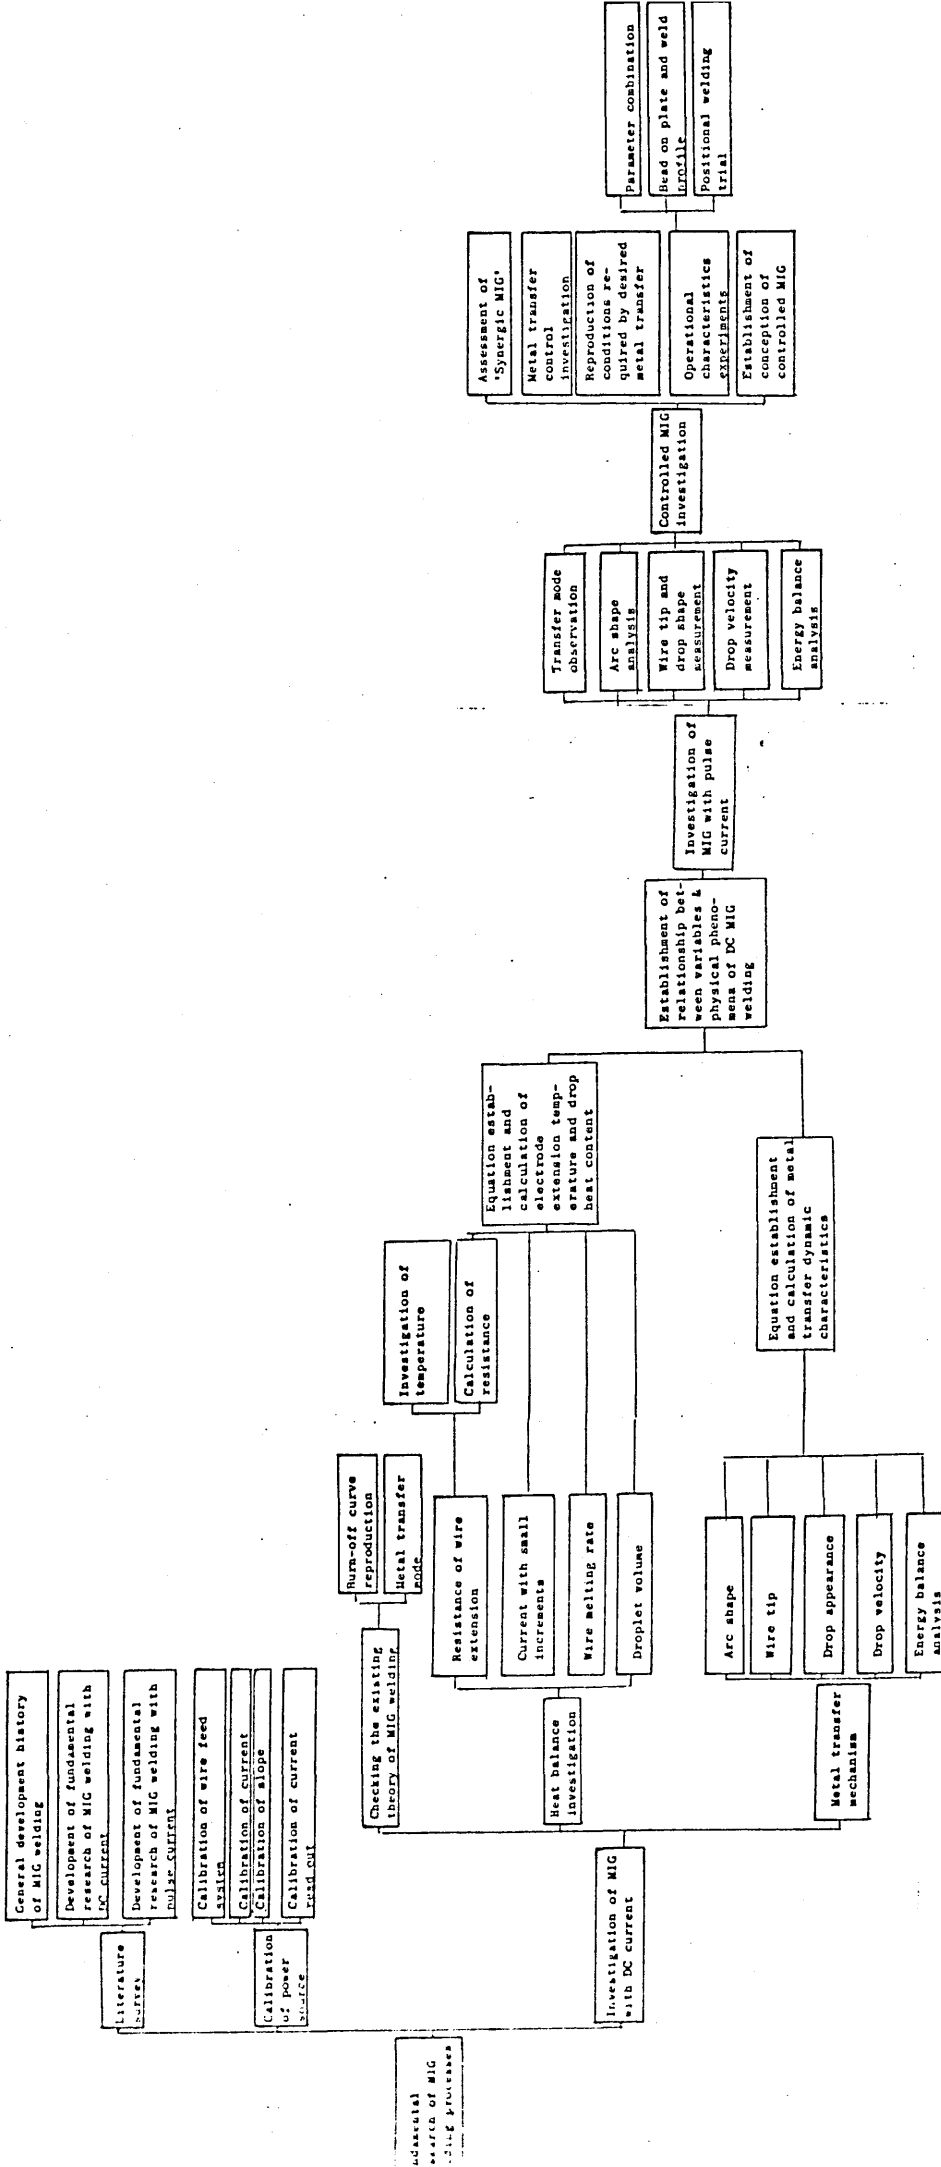 ndamental
search of MIG
ding processes
Literature
survey
Calibration
of power
source
Investigation of MIG
with DC current
General development history
of MIG welding
Development of fundamental
research of MIG welding with
DC current
Development of fundamental
research of MIG welding with
pulse current
Calibration of wire feed
system
Calibration of current
Calibration of slope
Calibration of current
read out
Checking the existing
theory of MIG welding
Heat balance
investigation
Metal transfer
mechanism
Burn-off curve
reproduction
Metal transfer
mode
Resistance of wire
extension
Current with small
increments
Wire melting rate
Droplet volume
Arc shape
Wire tip
Drop appearance
Drop velocity
Energy balance
analysis
Investigation of
temperature
Calculation of
resistance
Equation estab-
lishment and
calculation of
electrode
extension temp-
erature and drop
heat content
Equation establishment
and calculation of metal
transfer dynamic
characteristics
Establishment of
relationship bet-
ween variables &
physical pheno-
mena of DC MIG
welding
Investigation of
MIG with pulse
current
Transfer mode
observation
Arc shape
analysis
Wire tip and
drop shape
measurement
Drop velocity
measurement
Energy balance
analysis
Controlled MIG
investigation
Assessment of
'Synergic MIG'
Metal transfer
control
investigation
Reproduction of
conditions re-
quired by desired
metal transfer
Operational
characteristics
experiments
Establishment of
conception of
controlled MIG
Parameter combination
Bead on plate and weld
profile
Positional welding
trial